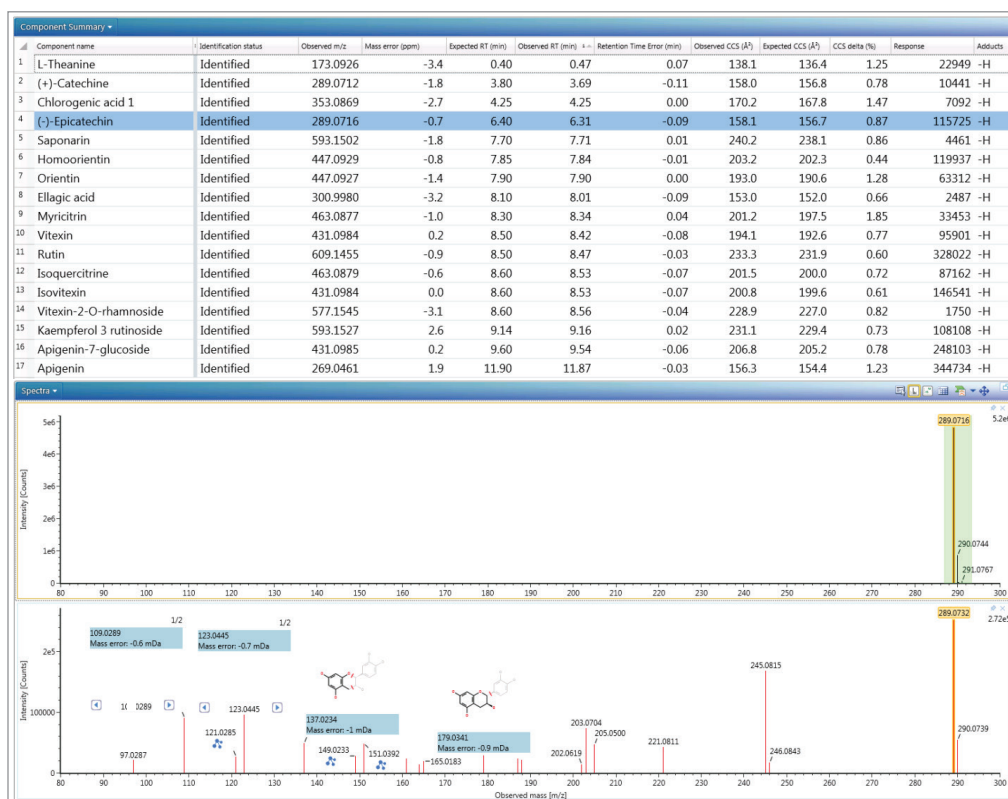 Component Summary
Component name Identification status Observed m/z Mass error (ppm) Expected RT (min) Observed RT (min) Retention Time Error (min) Observed CCS (Å²) Expected CCS (Å²) CCS delta (%) Response Adducts
1 L-Theanine Identified 173.0926 -3.4 0.40 0.47 0.07 138.1 136.4 1.25 22949 -H
2 (+)-Catechine Identified 289.0712 -1.8 3.80 3.69 -0.11 158.0 156.8 0.78 10441 -H
3 Chlorogenic acid 1 Identified 353.0869 -2.7 4.25 4.25 0.00 170.2 167.8 1.47 7092 -H
4 (-)-Epicatechin Identified 289.0716 -0.7 6.40 6.31 -0.09 158.1 156.7 0.87 115725 -H
5 Saponarin Identified 593.1502 -1.8 7.70 7.71 0.01 240.2 238.1 0.86 4461 -H
6 Homoorientin Identified 447.0929 -0.8 7.85 7.84 -0.01 203.2 202.3 0.44 119937 -H
7 Orientin Identified 447.0927 -1.4 7.90 7.90 0.00 193.0 190.6 1.28 63312 -H
8 Ellagic acid Identified 300.9980 -3.2 8.10 8.01 -0.09 153.0 152.0 0.66 2487 -H
9 Myricitrin Identified 463.0877 -1.0 8.30 8.34 0.04 201.2 197.5 1.85 33453 -H
10 Vitexin Identified 431.0984 0.2 8.50 8.42 -0.08 194.1 192.6 0.77 95901 -H
11 Rutin Identified 609.1455 -0.9 8.50 8.47 -0.03 233.3 231.9 0.60 328022 -H
12 Isoquercitrine Identified 463.0879 -0.6 8.60 8.53 -0.07 201.5 200.0 0.72 87162 -H
13 Isovitexin Identified 431.0984 0.0 8.60 8.53 -0.07 200.8 199.6 0.61 146541 -H
14 Vitexin-2-O-rhamnoside Identified 577.1545 -3.1 8.60 8.56 -0.04 228.9 227.0 0.82 1750 -H
15 Kaempferol 3 rutinoside Identified 593.1527 2.6 9.14 9.16 0.02 231.1 229.4 0.73 108108 -H
16 Apigenin-7-glucoside Identified 431.0985 0.2 9.60 9.54 -0.06 206.8 205.2 0.78 248103 -H
17 Apigenin Identified 269.0461 1.9 11.90 11.87 -0.03 156.3 154.4 1.23 344734 -H
Spectra
289.0716
5e6
4e6
3e6
2e6
1e6
0
Intensity [Counts]
290.0744
291.0767
80 90 100 110 120 130 140 150 160 170 180 190 200 210 220 230 240 250 260 270 280 290 300
289.0732
2.72e5
1/2
109.0289
Mass error: -0.6 mDa
1/2
123.0445
Mass error: -0.7 mDa
2e5
100000
0
Intensity [Counts]
245.0815
123.0445
137.0234
Mass error: -1 mDa
179.0341
Mass error: -0.9 mDa
203.0704
205.0500
121.0285
97.0287
149.0233
151.0392
165.0183
202.0619
221.0811
246.0843
290.0739
80 90 100 110 120 130 140 150 160 170 180 190 200 210 220 230 240 250 260 270 280 290 300
Observed mass [m/z]